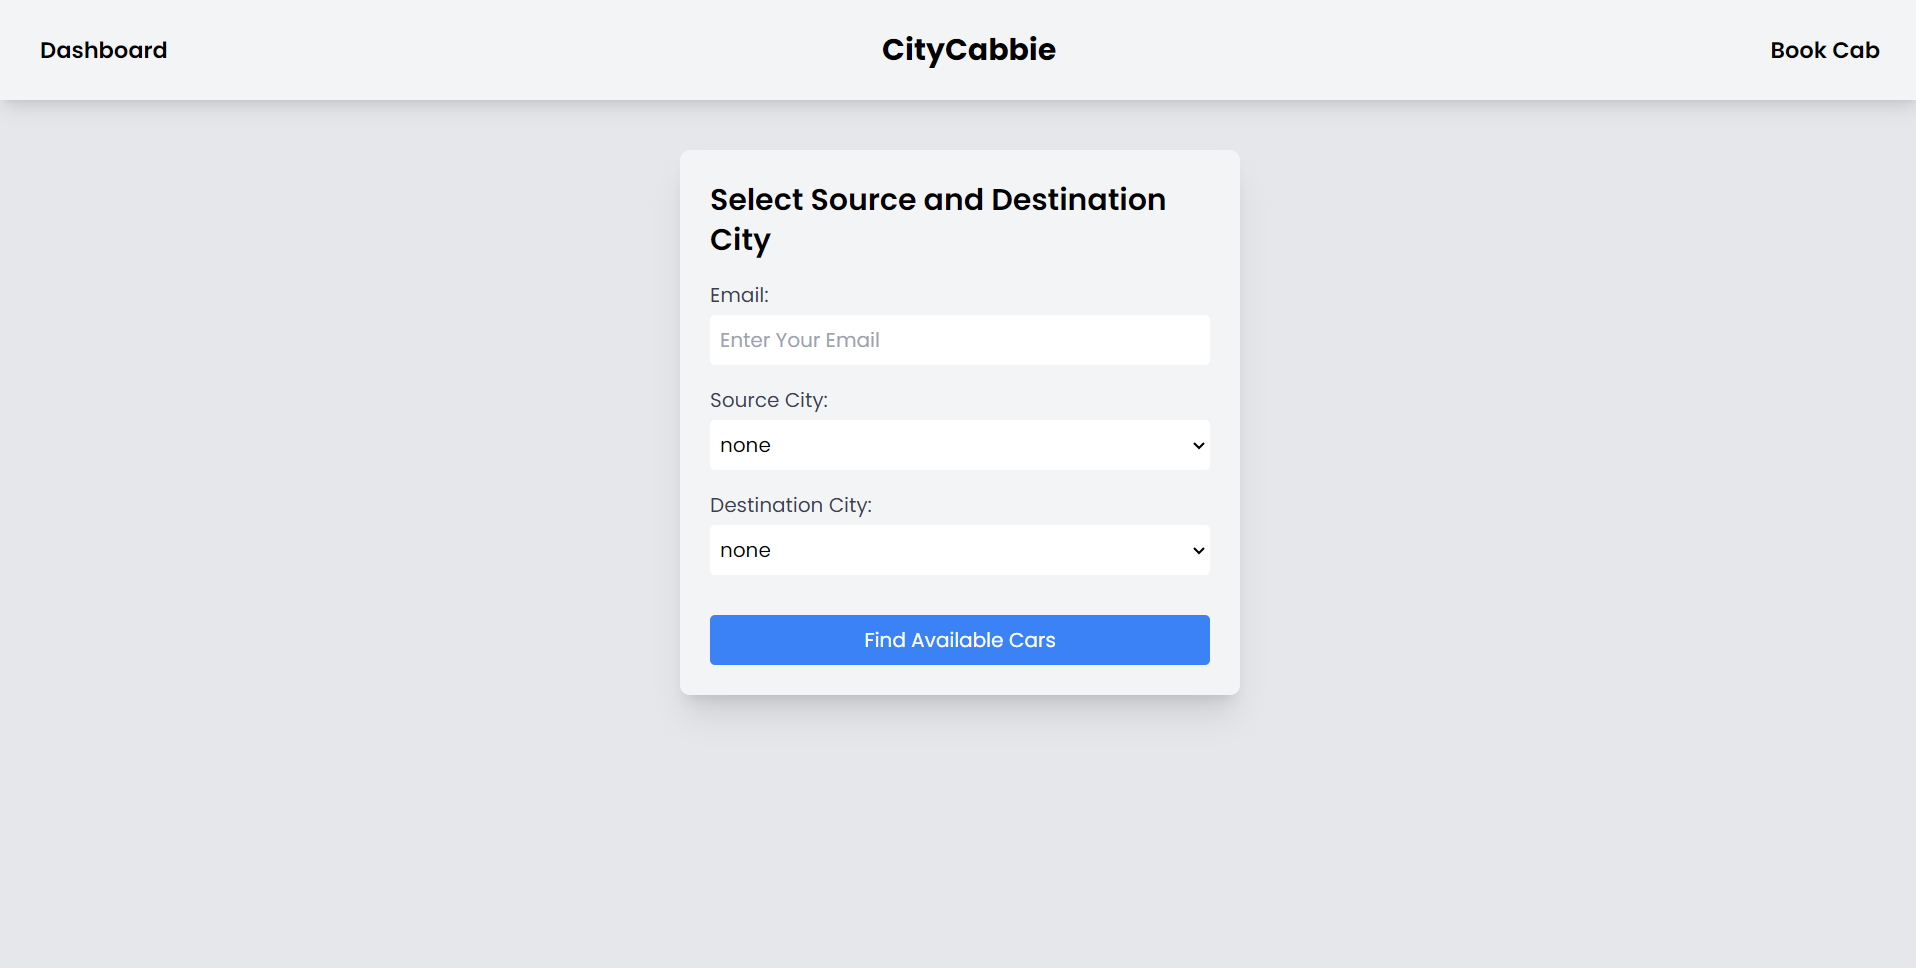 Dashboard
CityCabbie
Book Cab
Select Source and Destination
City
Email:
Enter Your Email
Source City:
none
Destination City:
none
Find Available Cars